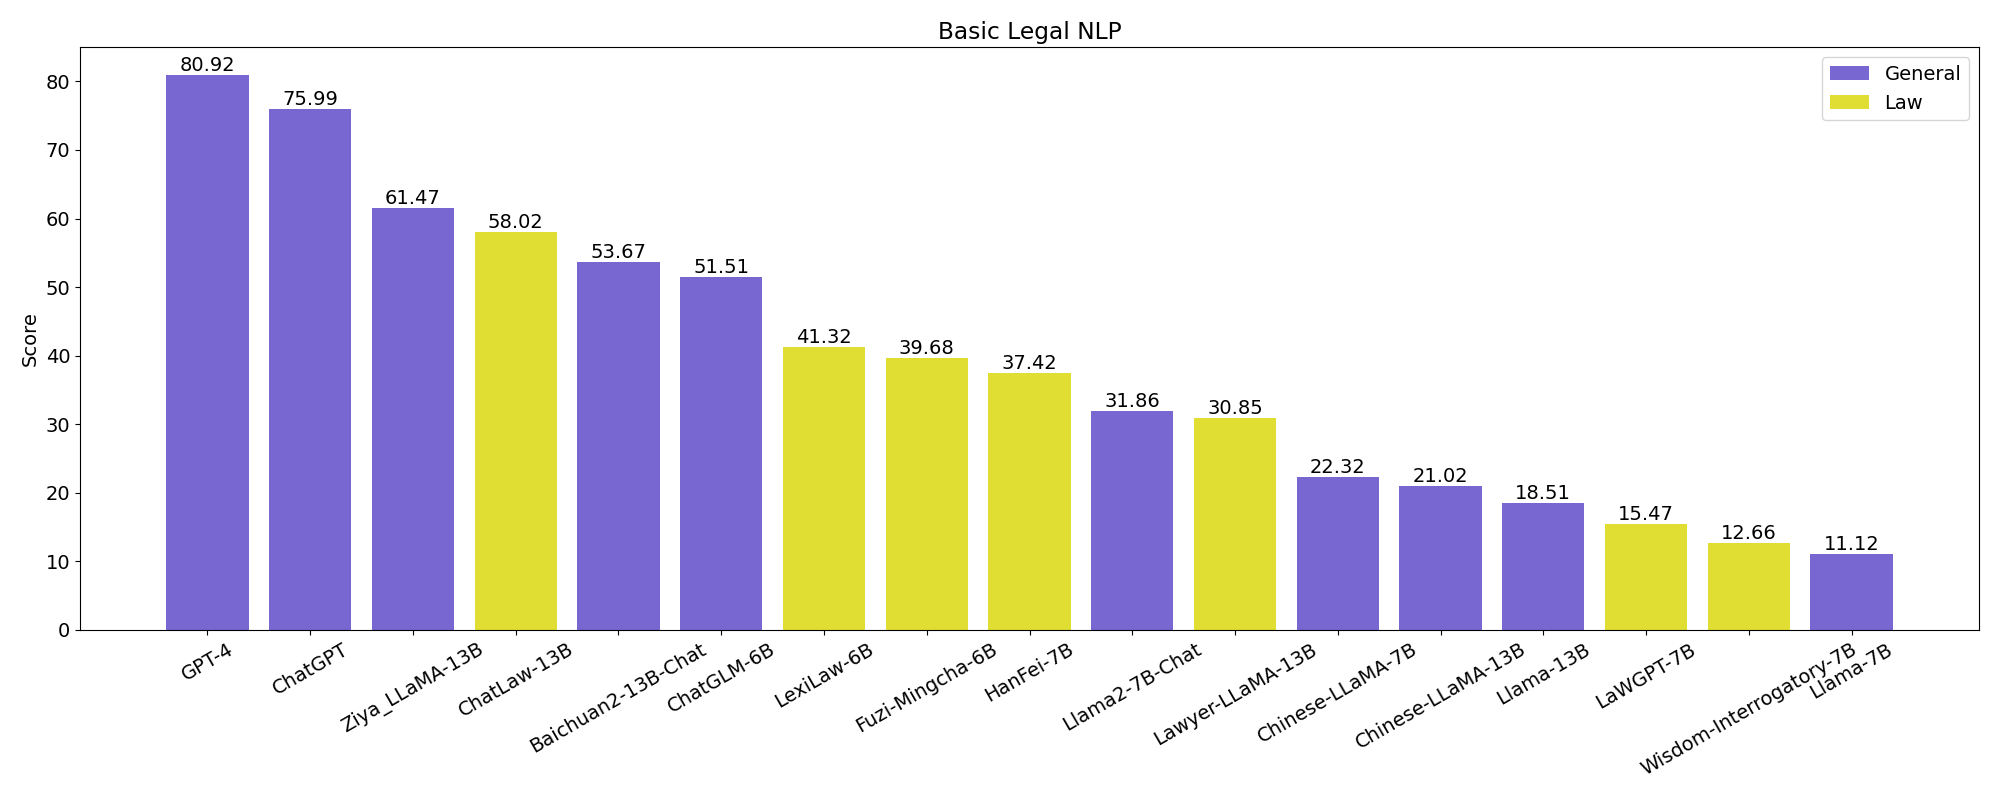 Basic Legal NLP
General
Law
Score
80
70
60
50
40
30
20
10
0
80.92
75.99
61.47
58.02
53.67
51.51
41.32
39.68
37.42
31.86
30.85
22.32
21.02
18.51
15.47
12.66
11.12
GPT-4
ChatGPT
Ziya_LLaMA-13B
ChatLaw-13B
Baichuan2-13B-Chat
ChatGLM-6B
LexiLaw-6B
Fuzi-Mingcha-6B
HanFei-7B
Llama2-7B-Chat
Lawyer-LLaMA-13B
Chinese-LLaMA-7B
Chinese-LLaMA-13B
Llama-13B
LaWGPT-7B
Wisdom-Interrogatory-7B
Llama-7B